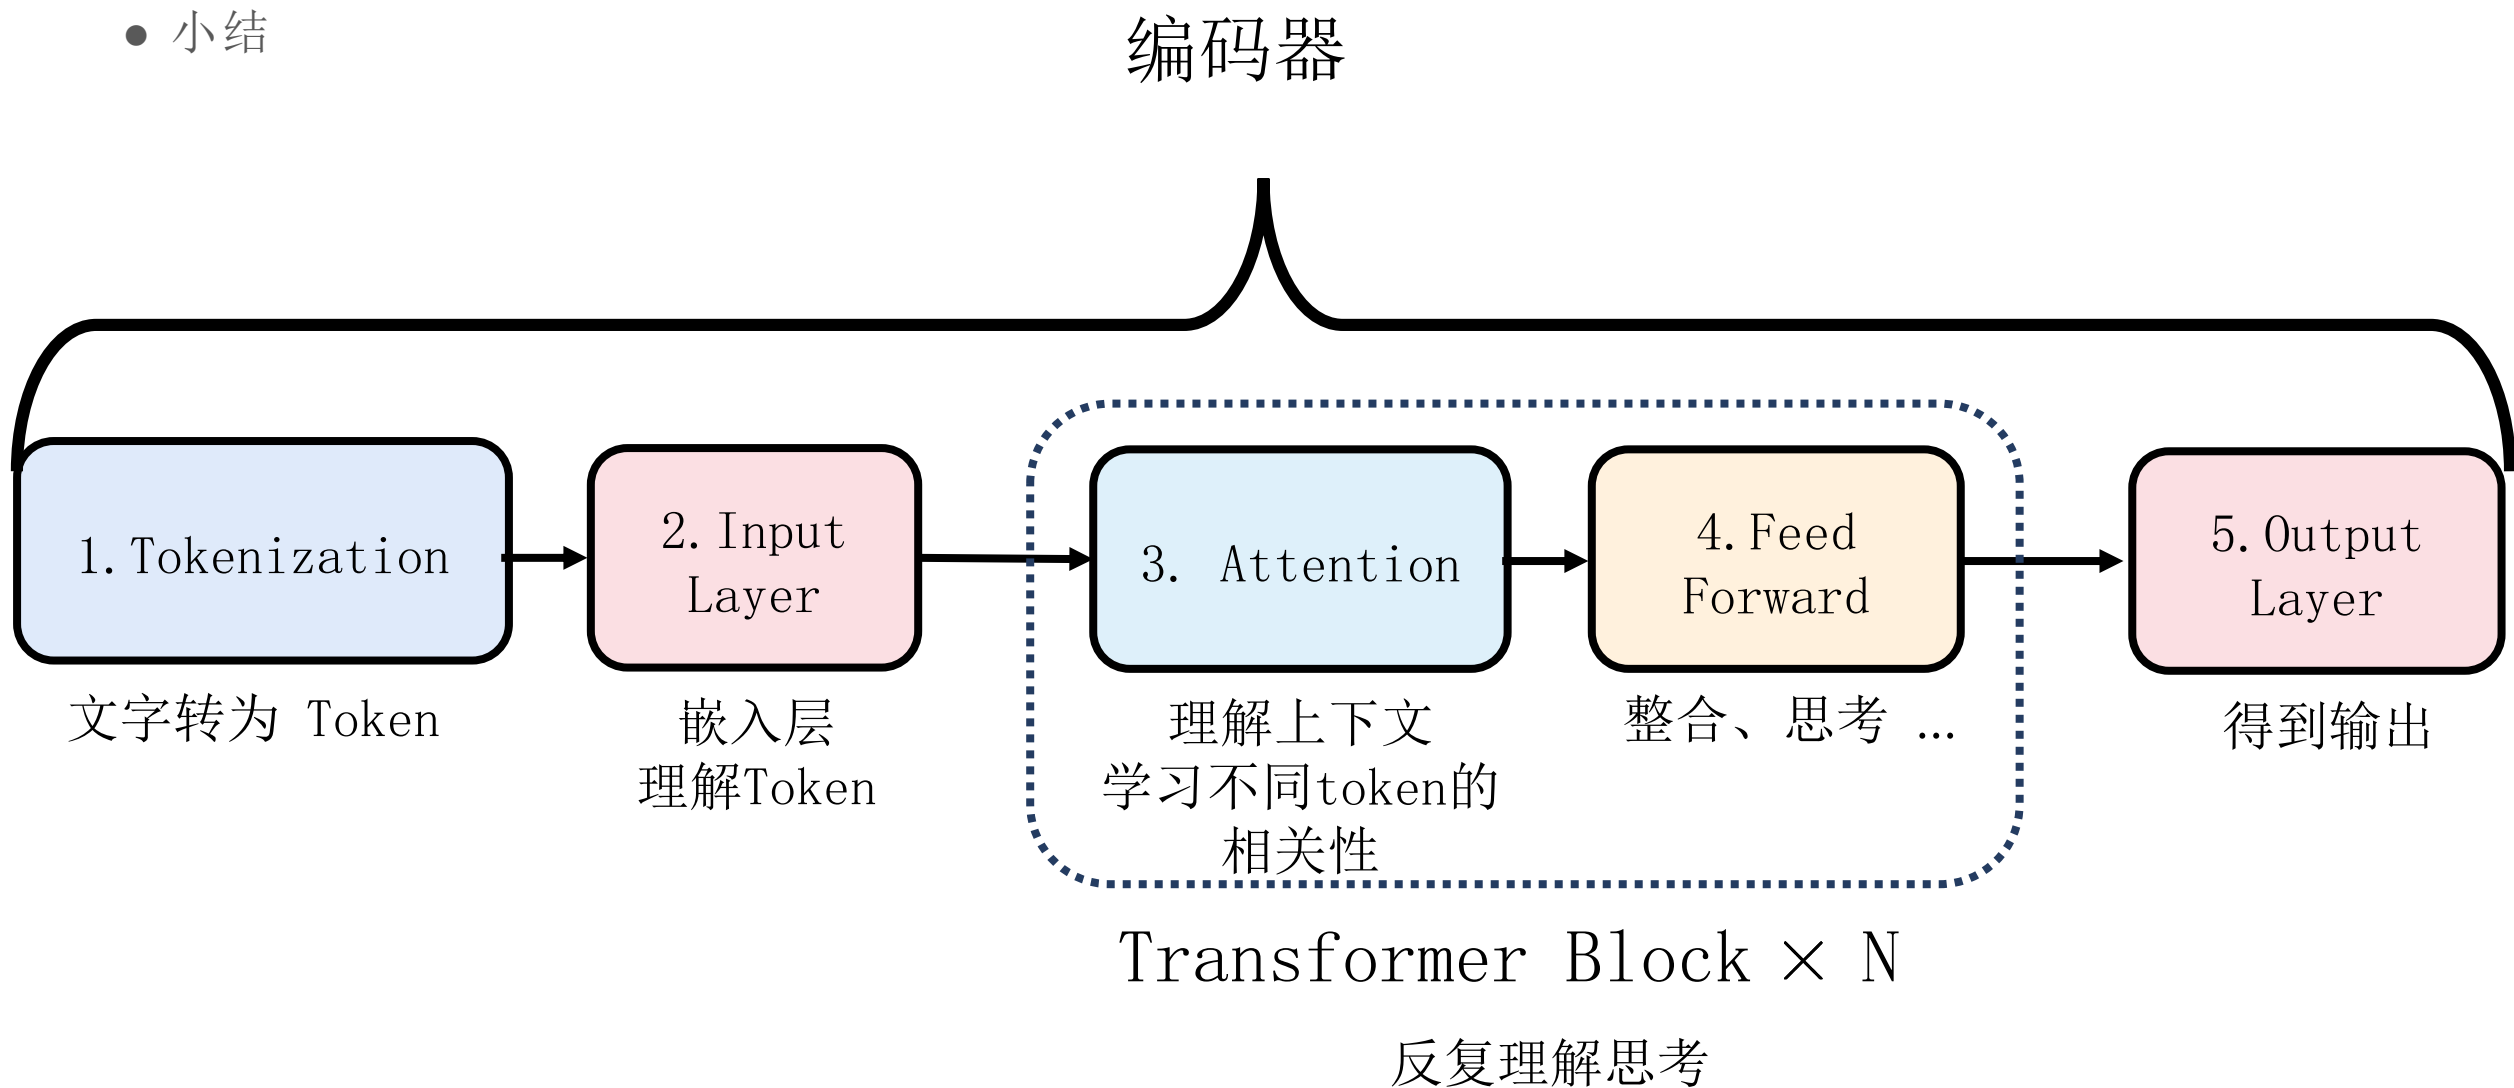 小结
编码器
1.Tokenization
2.Input
Layer
3. Attention
4.Feed
Forward
5.Output
Layer
文字转为 Token
嵌入层
理解Token
理解上下文
学习不同token的
相关性
整合、思考 …
得到输出
Transformer Block × N
反复理解思考